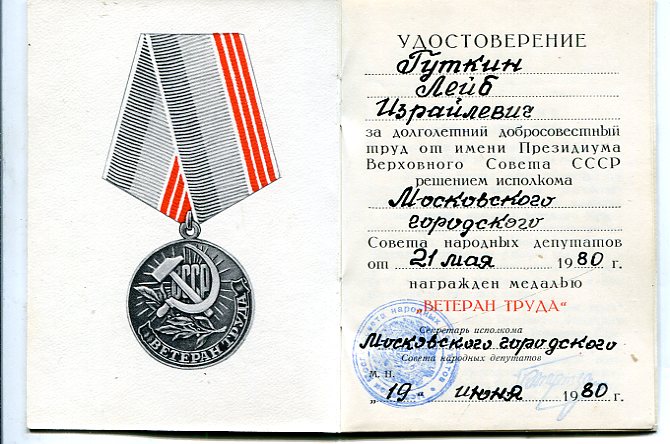 СССР
ВЕТЕРАН ТРУДА
УДОСТОВЕРЕНИЕ
Гуткин
Лейб
Израйлевич
за долголетний добросовестный
труд от имени Президиума
Верховного Совета СССР
решением исполкома
Московского
городского
Совета народных депутатов
от 21 мая 1980 г.
награжден медалью
"ВЕТЕРАН ТРУДА"
Секретарь исполкома
Московского городского
Совета народных депутатов
М. П.
"19" июня 1980 г.